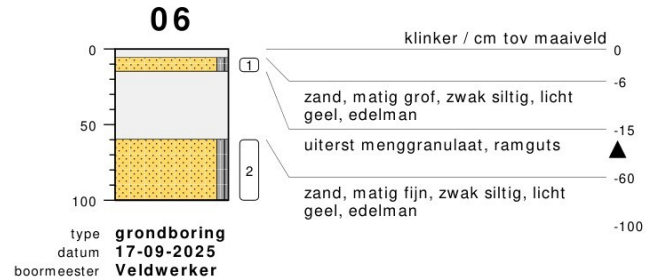 06
klinker / cm tov maaiveld
0
0
1
-6
zand, matig grof, zwak siltig, licht
geel, edelman
-15
50
uiterst menggranulaat, ramguts
2
-60
zand, matig fijn, zwak siltig, licht
geel, edelman
100
-100
type grondboring
datum 17-09-2025
boormeester Veldwerker